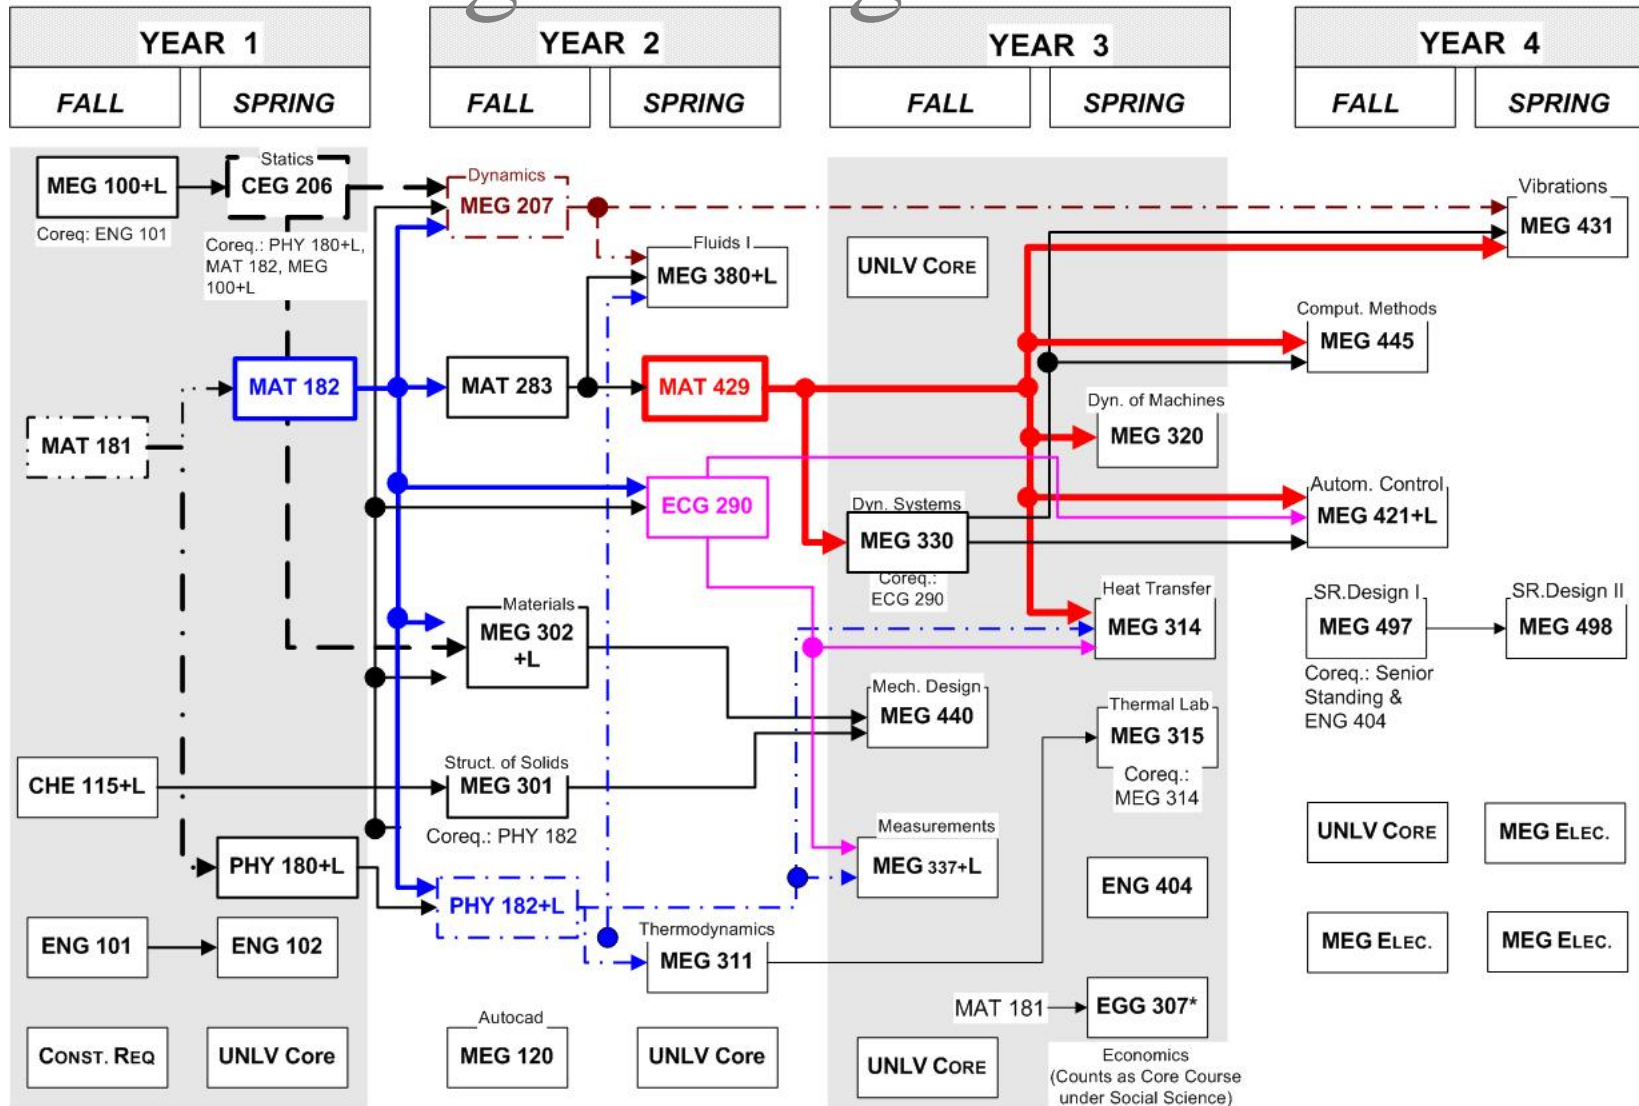 YEAR 1
YEAR 2
YEAR 3
YEAR 4
FALL
SPRING
FALL
SPRING
FALL
SPRING
FALL
SPRING
MEG 100+L
Coreq: ENG 101
MAT 181
CHE 115+L
ENG 101
CONST. REQ
Statics
CEG 206
Coreq.: PHY 180+L,
MAT 182, MEG
100+L
MAT 182
PHY 180+L
ENG 102
UNLV Core
Dynamics
MEG 207
MAT 283
Materials
MEG 302
+L
Struct. of Solids
MEG 301
Coreq.: PHY 182
PHY 182+L
Autocad
MEG 120
Fluids I
MEG 380+L
MAT 429
ECG 290
Thermodynamics
MEG 311
UNLV Core
UNLV CORE
Dyn. Systems
MEG 330
Coreq.:
ECG 290
Mech. Design
MEG 440
Measurements
MEG 337+L
MAT 181
UNLV CORE
Dyn. of Machines
MEG 320
Heat Transfer
MEG 314
Thermal Lab
MEG 315
Coreq.:
MEG 314
ENG 404
EGG 307*
Economics
(Counts as Core Course
under Social Science)
Comput. Methods
MEG 445
Autom. Control
MEG 421+L
SR.Design I
MEG 497
Coreq.: Senior
Standing &
ENG 404
UNLV CORE
MEG ELEC.
Vibrations
MEG 431
SR.Design II
MEG 498
MEG ELEC.
MEG ELEC.